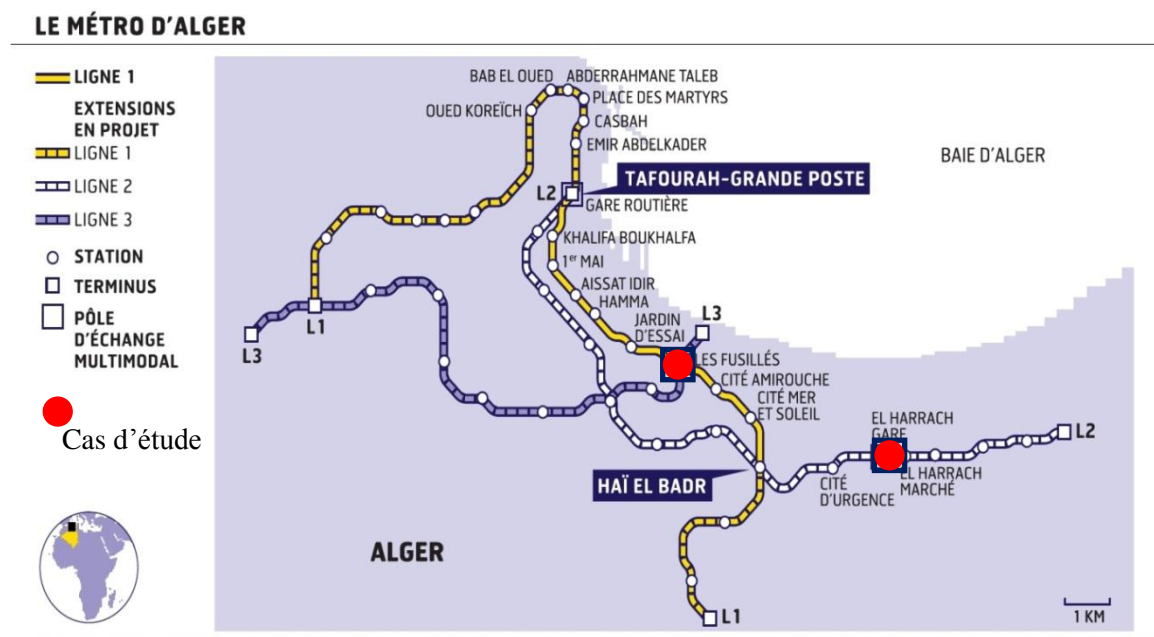 LE MÉTRO D'ALGER
LIGNE 1
EXTENSIONS
EN PROJET
LIGNE 1
LIGNE 2
LIGNE 3
STATION
TERMINUS
PÔLE
D'ÉCHANGE
MULTIMODAL
Cas d'étude
BAB EL OUED
ABDERRAHMANE TALEB
PLACE DES MARTYRS
OUED KOREÏCH
CASBAH
EMIR ABDELKADER
BAIE D'ALGER
TAFOURAH-GRANDE POSTE
L2
GARE ROUTIÈRE
KHALIFA BOUKHALFA
1er MAI
AISSAT IDIR
HAMMA
JARDIN
D'ESSAI
L3
L1
L3
LES FUSILLÉS
CITÉ AMIROUCHE
CITÉ MER
ET SOLEIL
EL HARRACH
GARE
L2
EL HARRACH
MARCHÉ
CITÉ
D'URGENCE
HAÏ EL BADR
ALGER
L1
1 KM